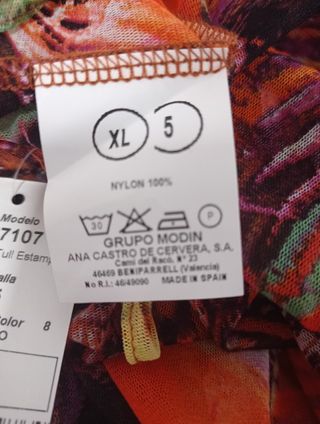 XL 5
NYLON 100%
30 P
GRUPO MODIN
ANA CASTRO DE CERVERA, S.A.
Camí del Racó, Nº 23
46469 BENIPARRELL (Valencia)
No R.I.: 46/49090 MADE IN SPAIN
Modelo
7107
Tull Estamp
alla
Color 8
O